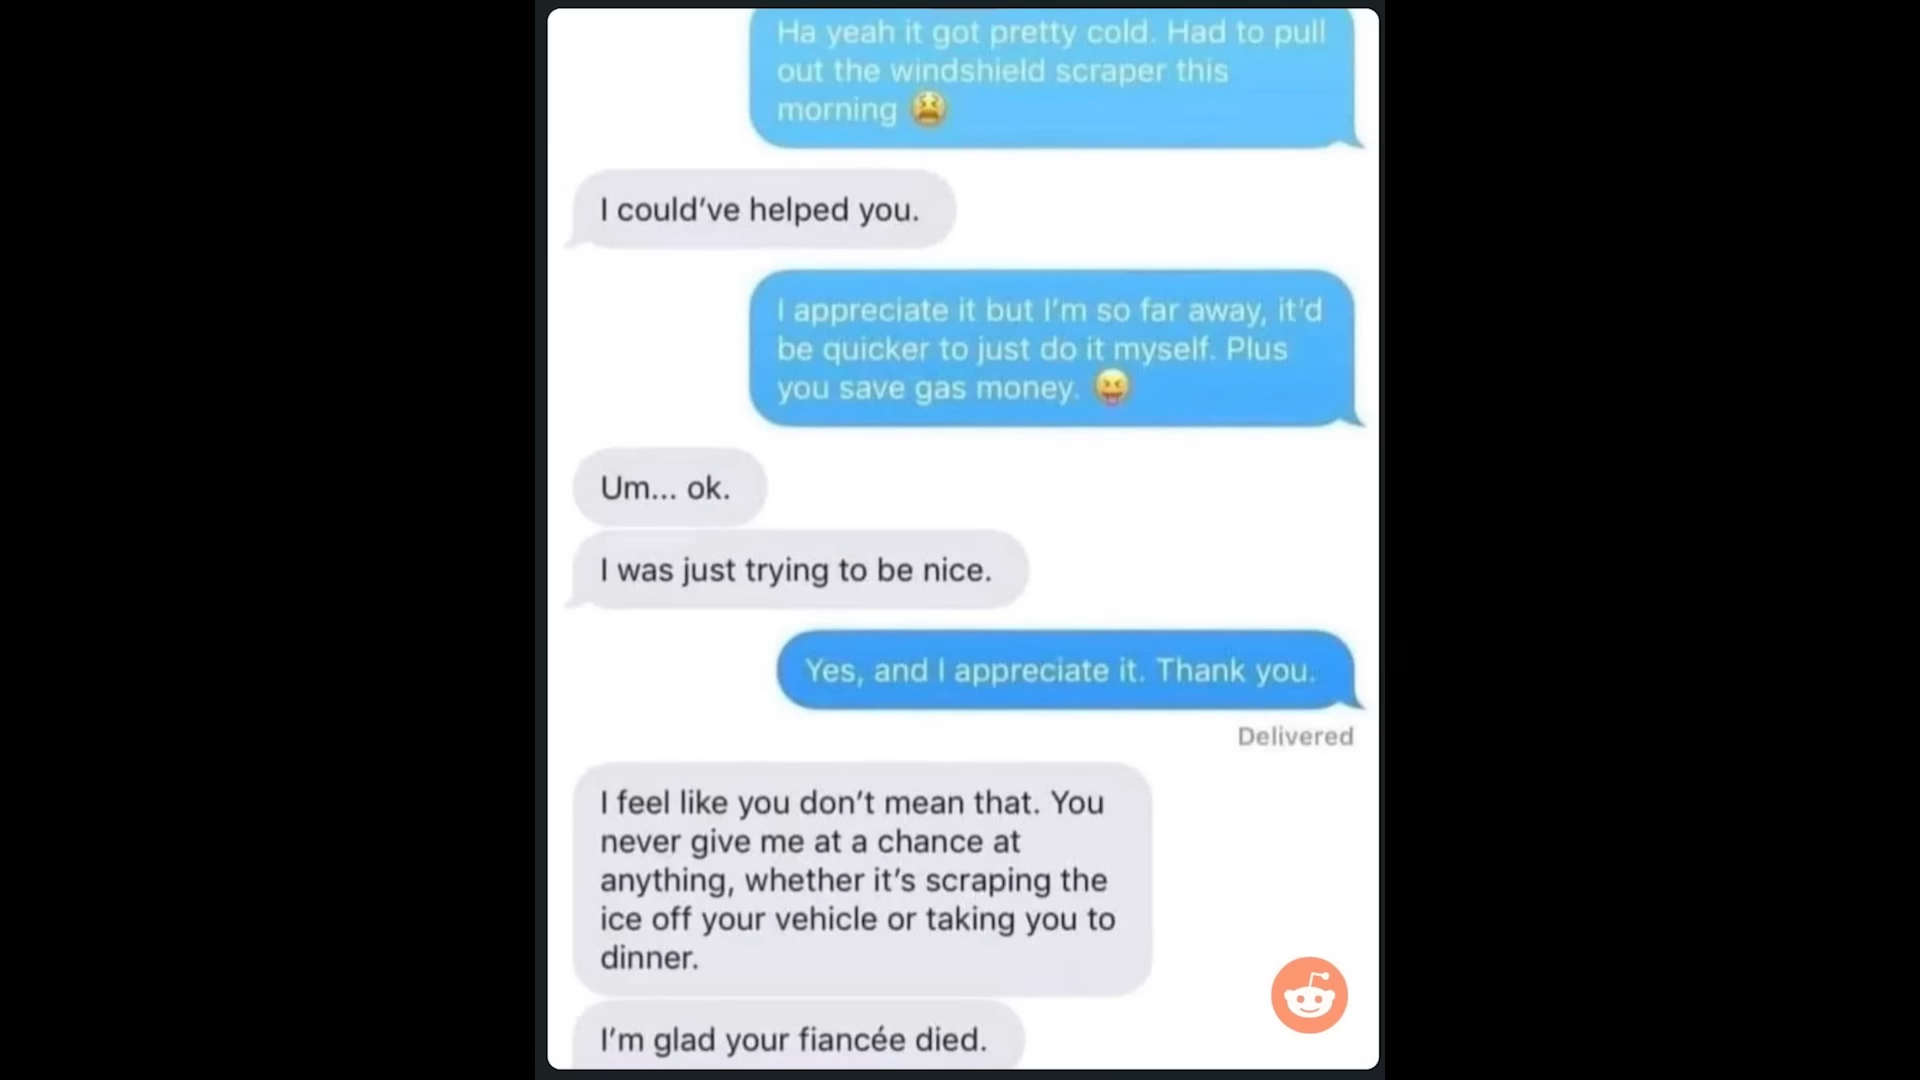 Ha yeah it got pretty cold. Had to pull
out the windshield scraper this
morning 😫
I could've helped you.
I appreciate it but I'm so far away, it'd
be quicker to just do it myself. Plus
you save gas money. 😝
Um... ok.
I was just trying to be nice.
Yes, and I appreciate it. Thank you.
Delivered
I feel like you don't mean that. You
never give me at a chance at
anything, whether it's scraping the
ice off your vehicle or taking you to
dinner.
I'm glad your fiancée died.